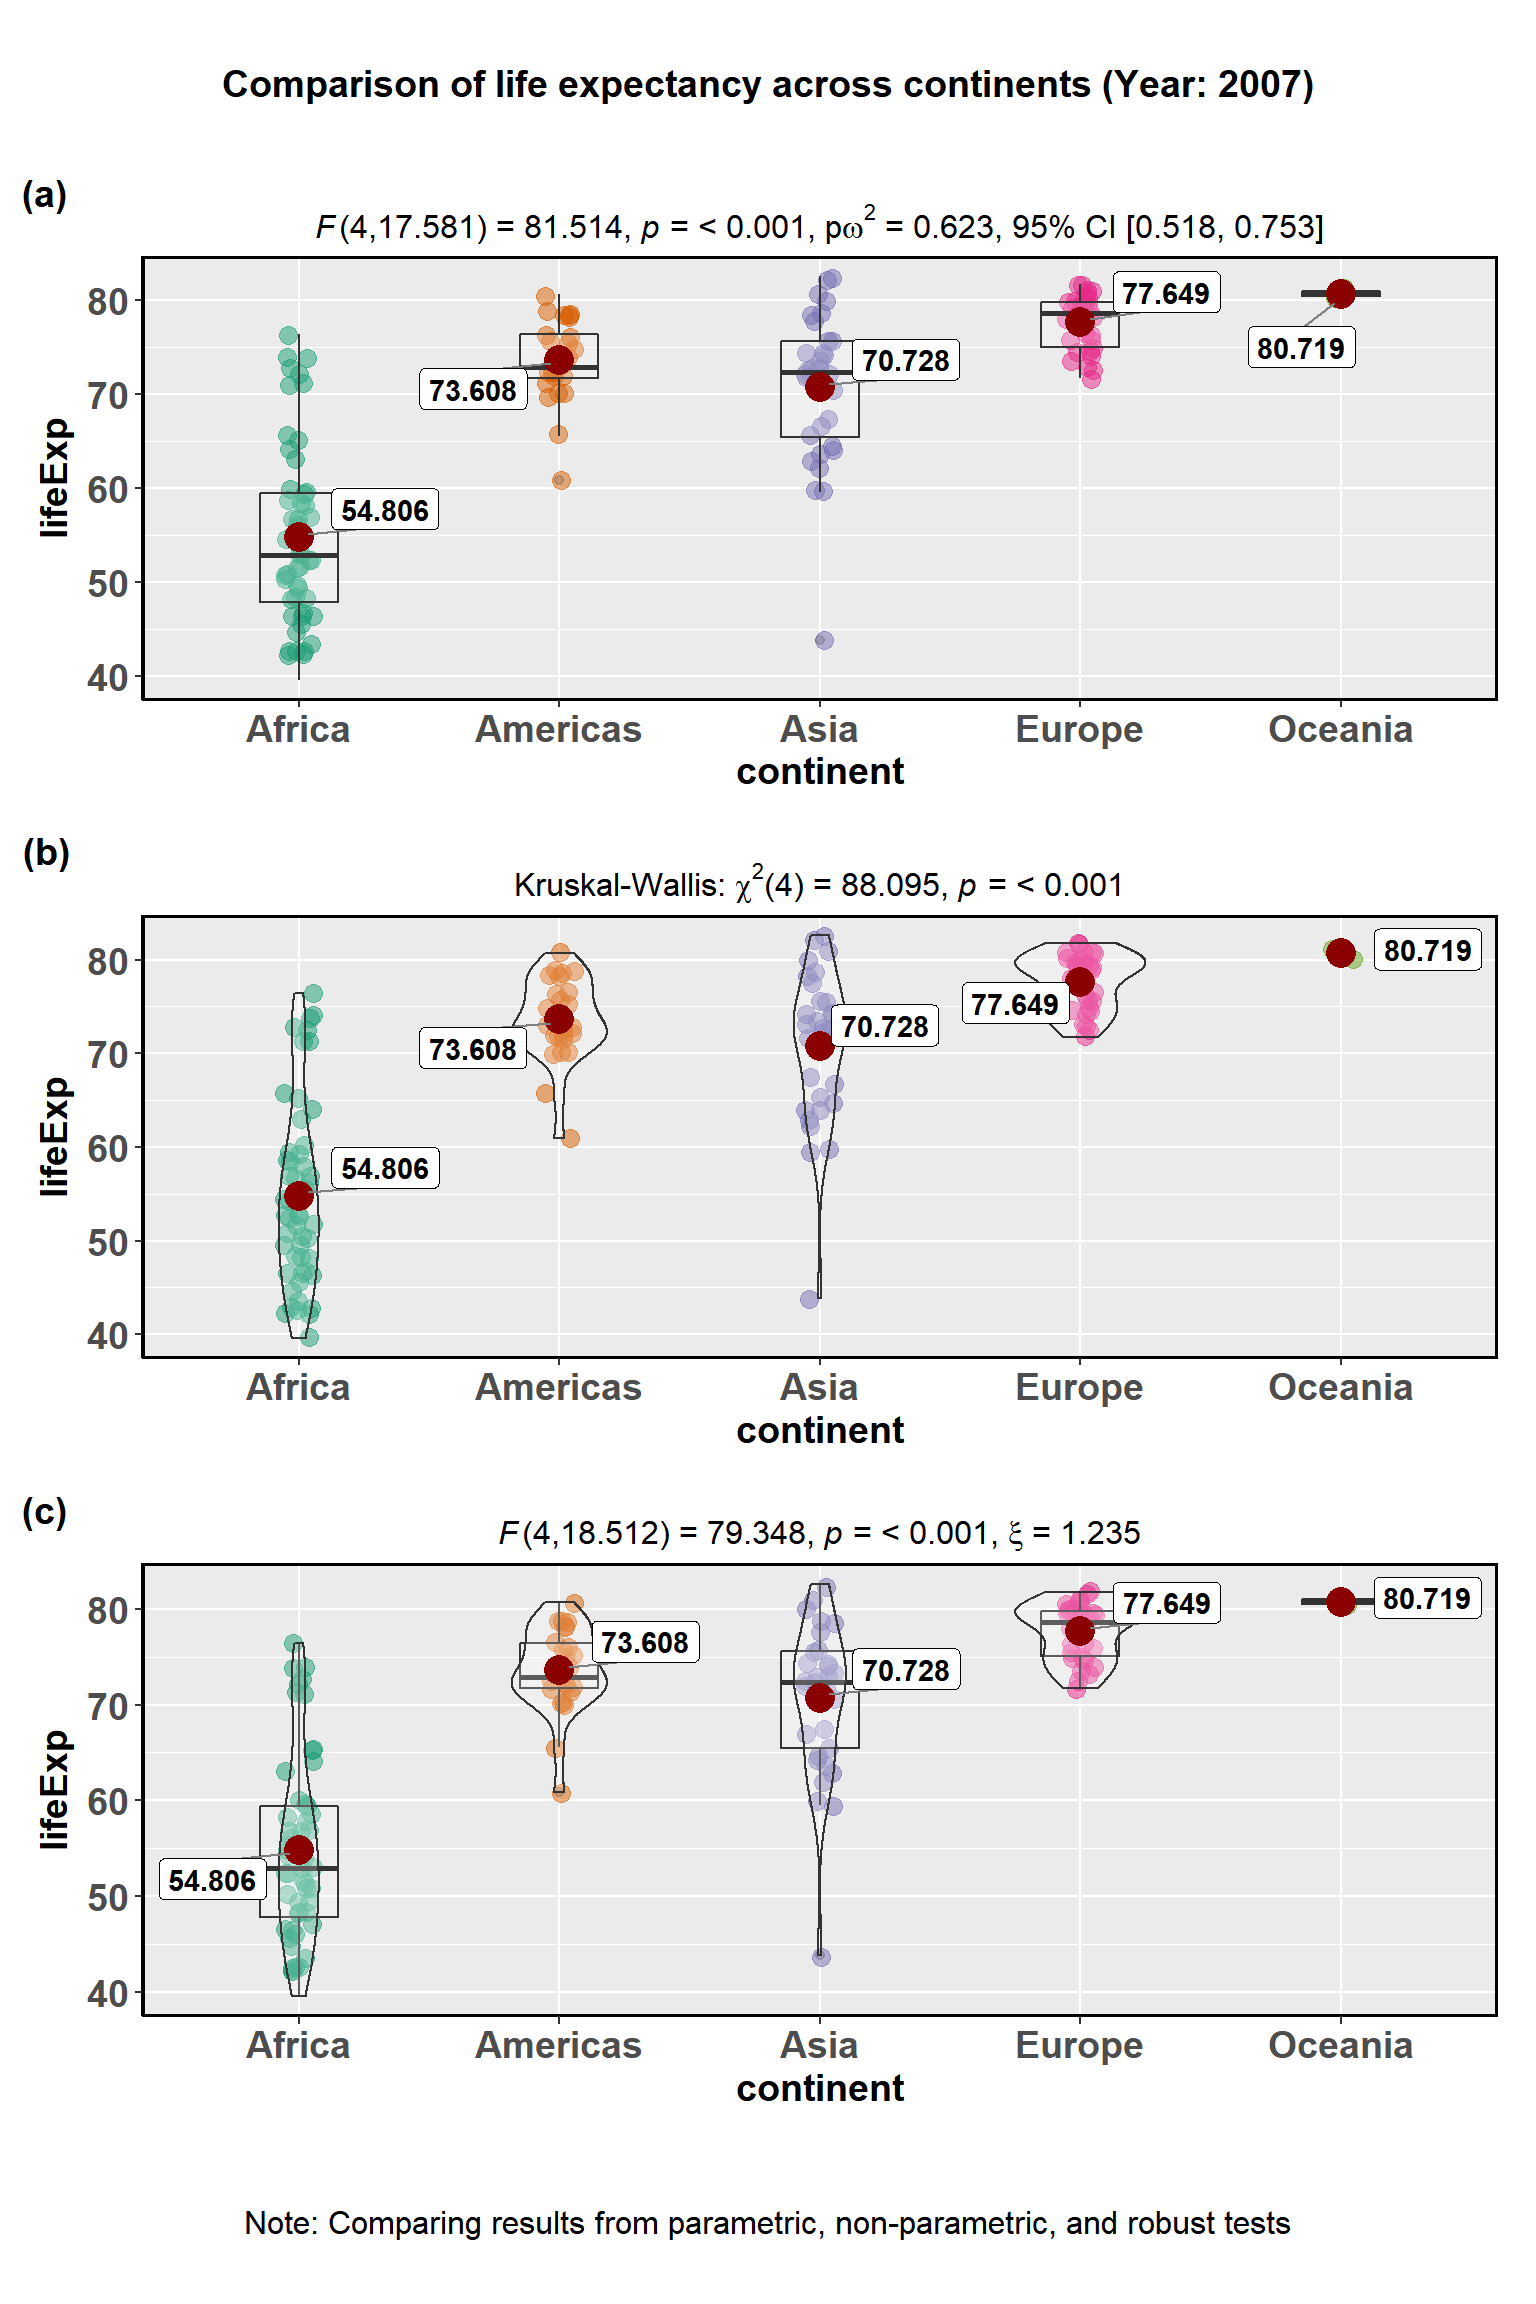 Comparison of life expectancy across continents (Year: 2007)
(a)
F(4,17.581) = 81.514, p = < 0.001, pω² = 0.623, 95% CI [0.518, 0.753]
lifeExp
80
70
60
50
40
54.806
73.608
70.728
77.649
80.719
Africa Americas Asia Europe Oceania
continent
(b)
Kruskal-Wallis: χ²(4) = 88.095, p = < 0.001
lifeExp
80
70
60
50
40
54.806
73.608
70.728
77.649
80.719
Africa Americas Asia Europe Oceania
continent
(c)
F(4,18.512) = 79.348, p = < 0.001, ξ = 1.235
lifeExp
80
70
60
50
40
54.806
73.608
70.728
77.649
80.719
Africa Americas Asia Europe Oceania
continent
Note: Comparing results from parametric, non-parametric, and robust tests